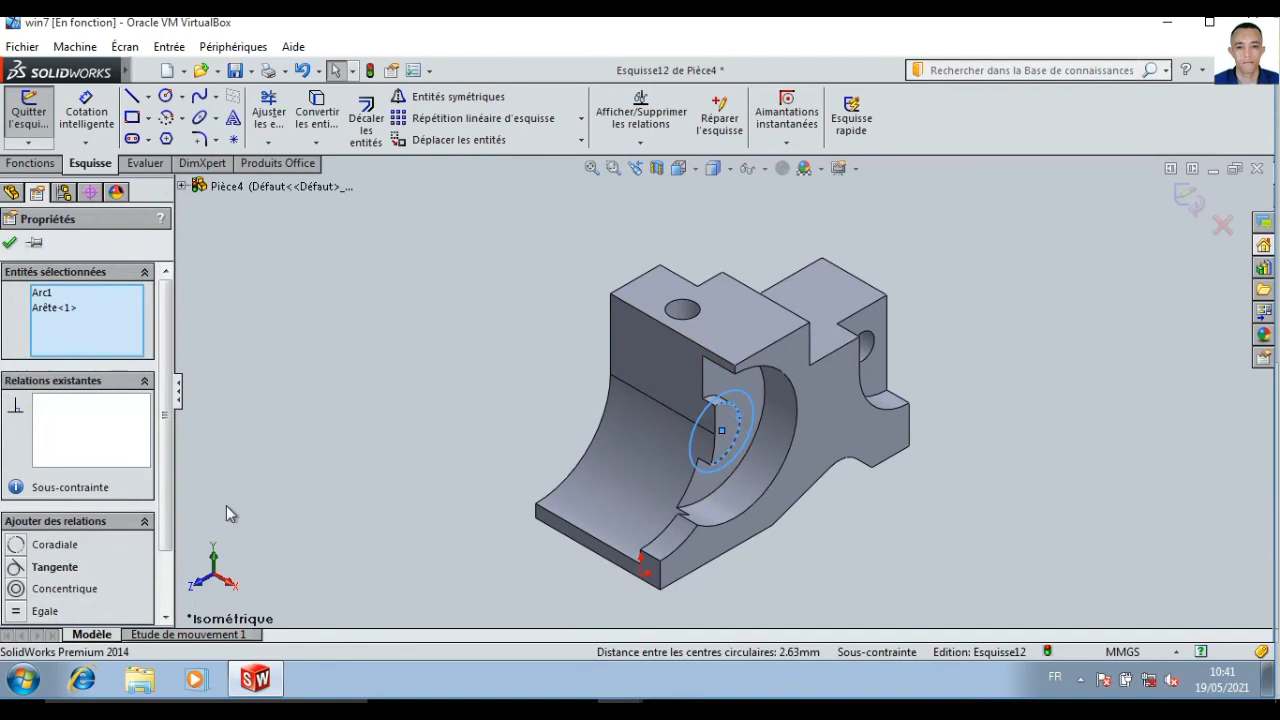 win7 [En fonction] - Oracle VM VirtualBox
Fichier Machine Écran Entrée Périphériques Aide
SOLIDWORKS
Esquisse12 de Pièce4 *
Rechercher dans la Base de connaissances
Quitter l'esqui...
Cotation intelligente
Ajuster les e...
Convertir les enti...
Décaler les entités
Entités symétriques
Répétition linéaire d'esquisse
Déplacer les entités
Afficher/Supprimer les relations
Réparer l'esquisse
Aimantations instantanées
Esquisse rapide
Fonctions Esquisse Evaluer DimXpert Produits Office
Pièce4 (Défaut<<Défaut>_...
Propriétés ?
Entités sélectionnées
Arc1
Arête<1>
Relations existantes
Sous-contrainte
Ajouter des relations
Coradiale
Tangente
Concentrique
Egale
Y
Z
X
*Isométrique
Modèle Etude de mouvement 1
SolidWorks Premium 2014 Distance entre les centres circulaires: 2.63mm Sous-contrainte Edition: Esquisse12 MMGS
SW
FR
10:41
19/05/2021